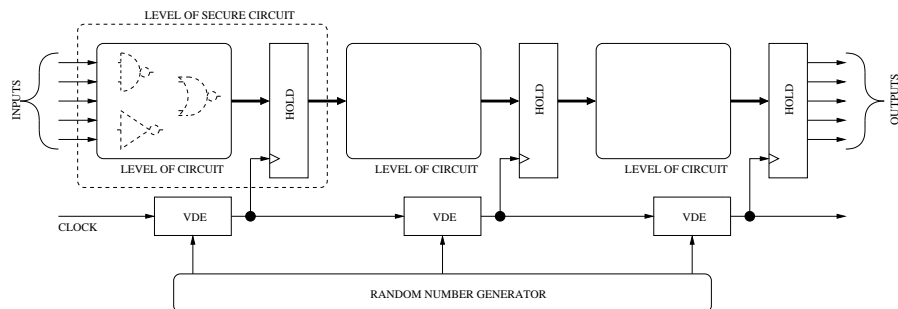 LEVEL OF SECURE CIRCUIT
INPUTS
HOLD
HOLD
HOLD
OUTPUTS
LEVEL OF CIRCUIT
LEVEL OF CIRCUIT
LEVEL OF CIRCUIT
CLOCK
VDE
VDE
VDE
RANDOM NUMBER GENERATOR